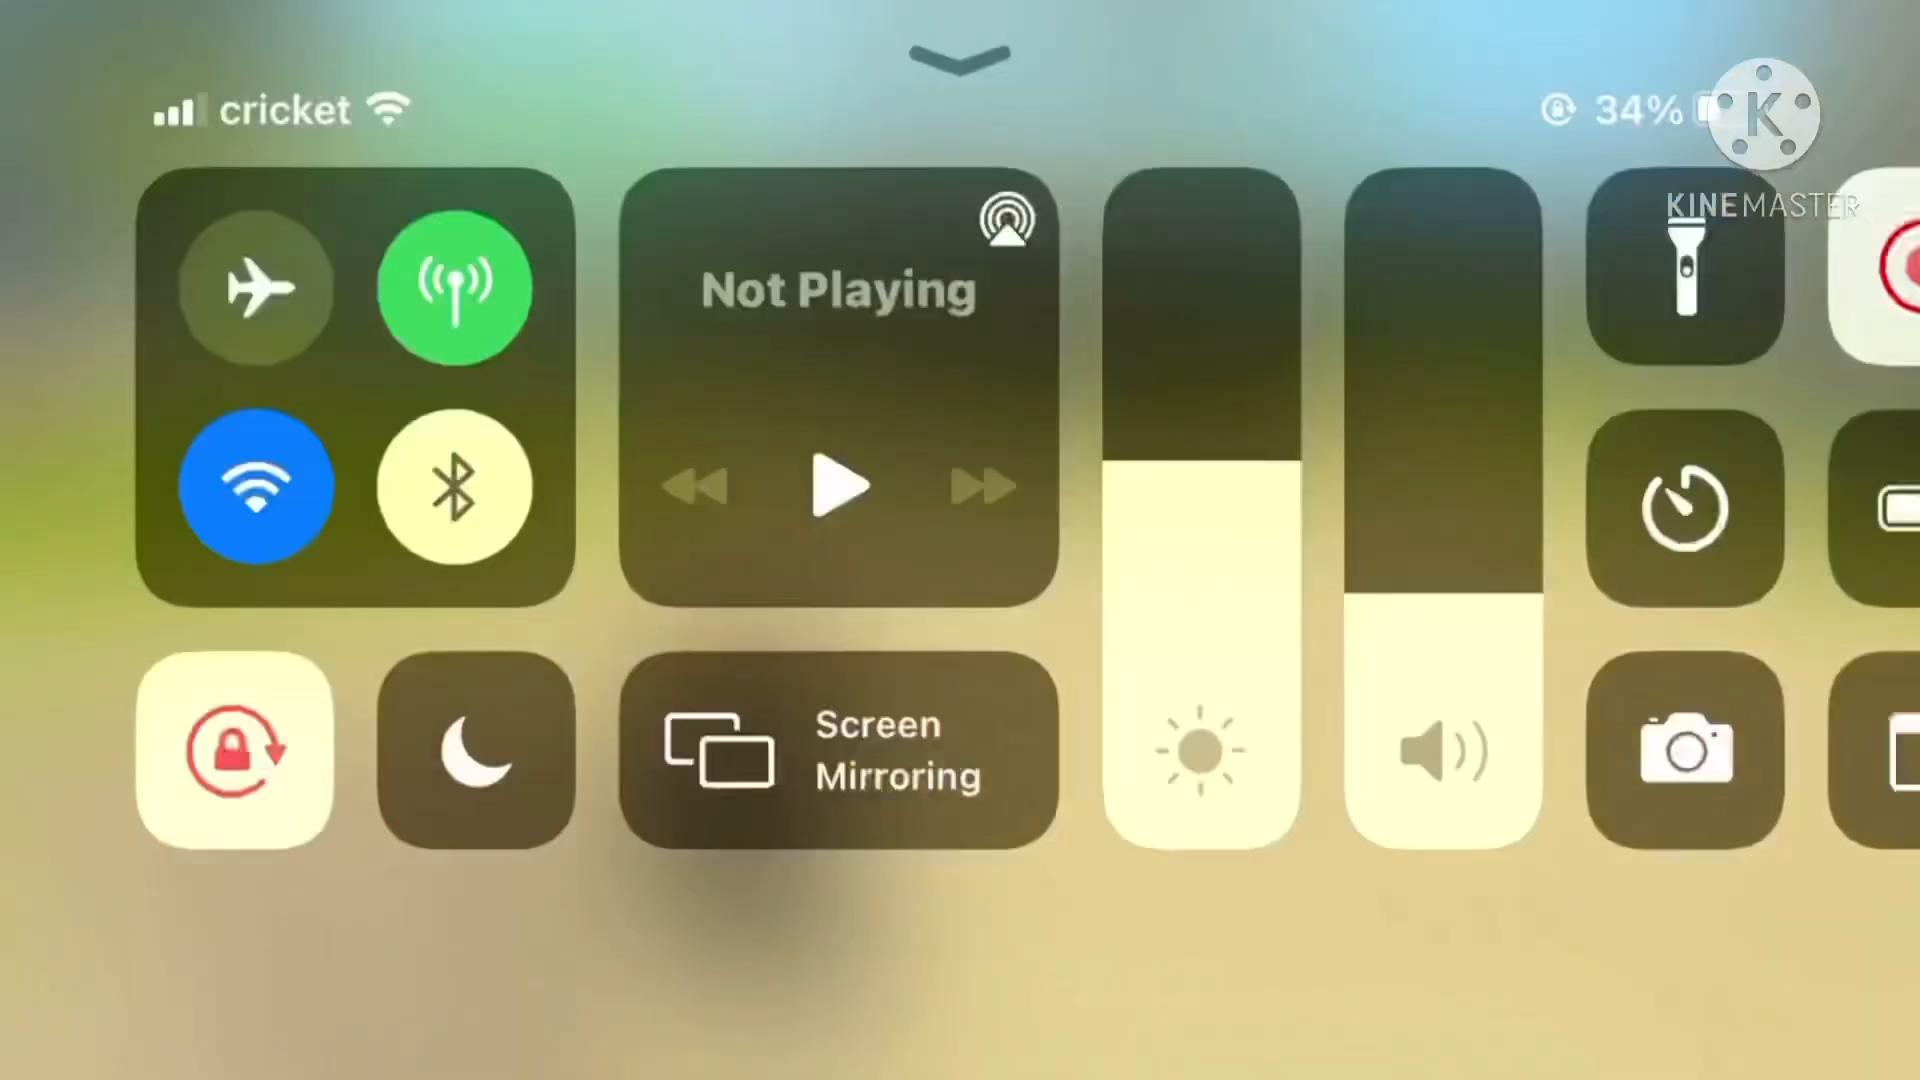 cricket
34%
K
KINEMASTER
Not Playing
Screen
Mirroring